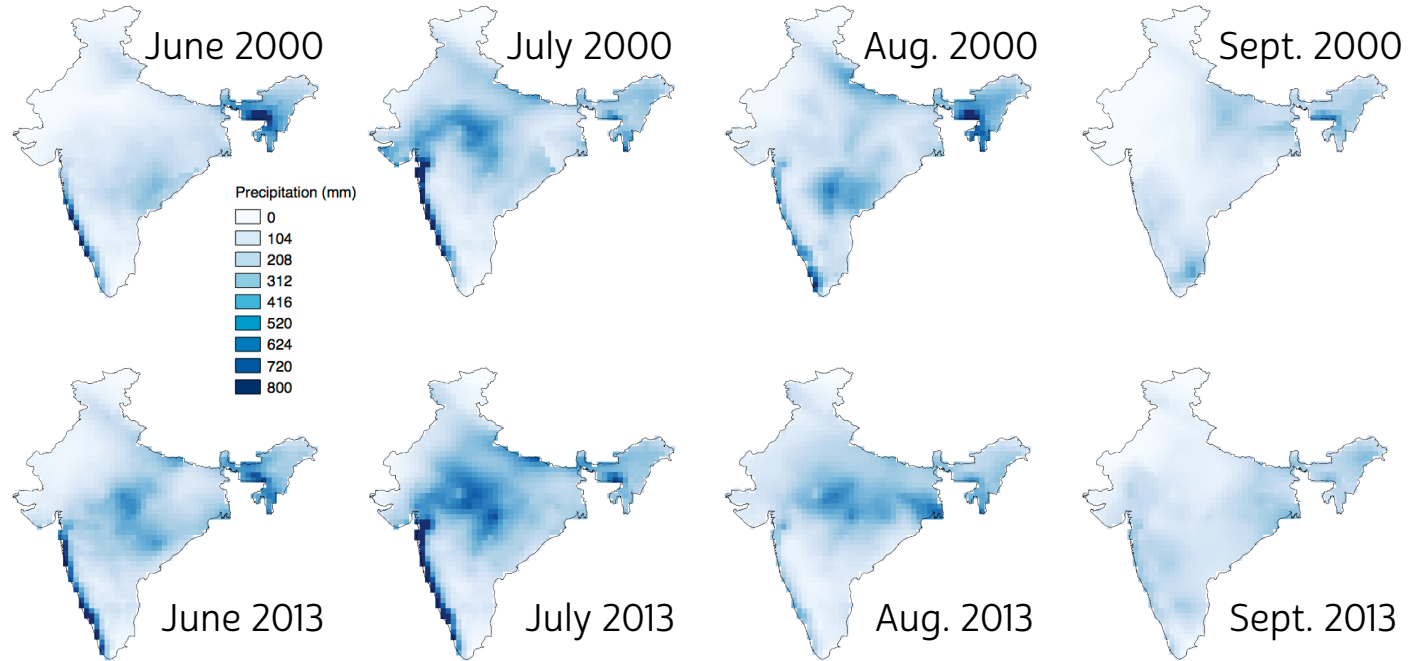 June 2000
July 2000
Aug. 2000
Sept. 2000
Precipitation (mm)
0
104
208
312
416
520
624
720
800
June 2013
July 2013
Aug. 2013
Sept. 2013